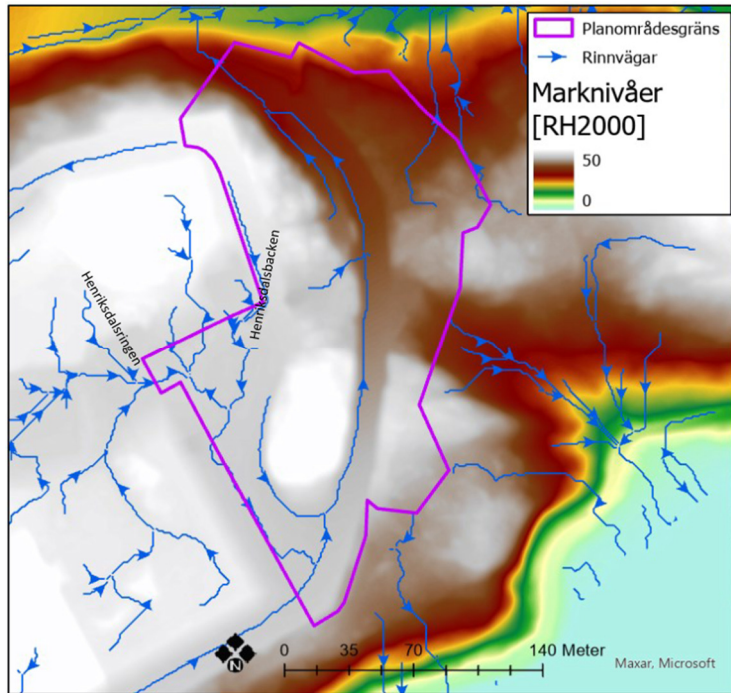 Planområdesgräns
Rinnvägar
Marknivåer
[RH2000]
50
0
Henriksdalsringen
Henriksdalsbacken
N
0 35 70 140 Meter
Maxar, Microsoft